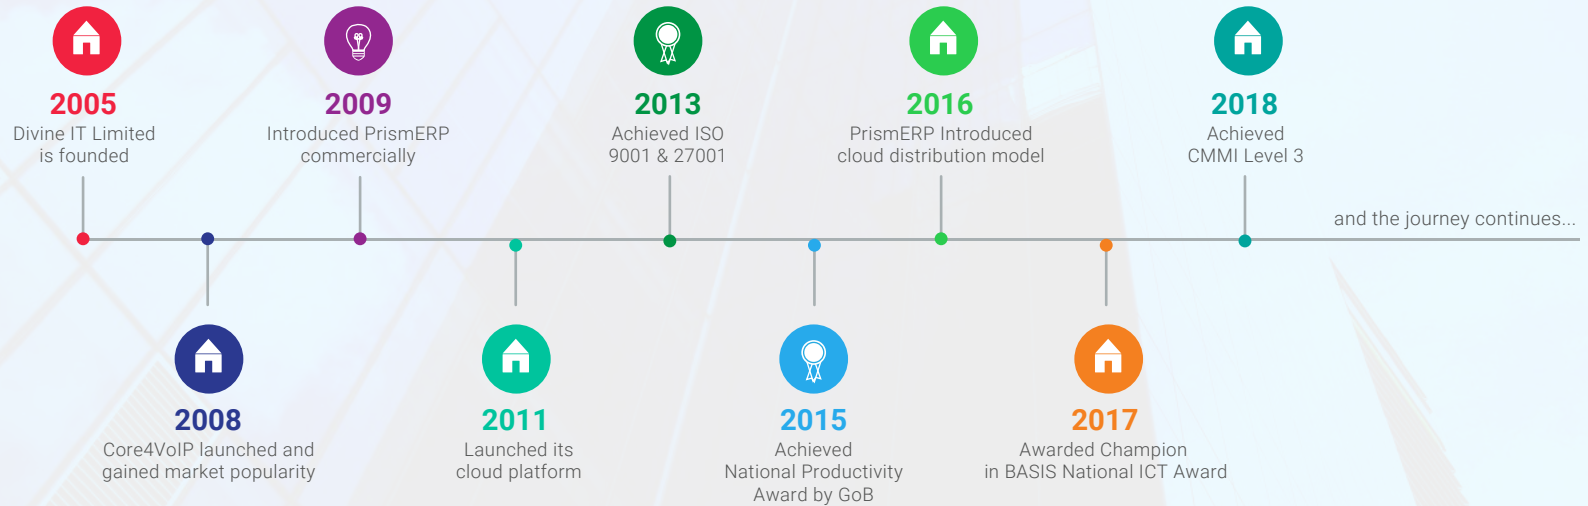 2005
Divine IT Limited
is founded
2008
Core4VoIP launched and
gained market popularity
2009
Introduced PrismERP
commercially
2011
Launched its
cloud platform
2013
Achieved ISO
9001 & 27001
2015
Achieved
National Productivity
Award by GoB
2016
PrismERP Introduced
cloud distribution model
2017
Awarded Champion
in BASIS National ICT Award
2018
Achieved
CMMI Level 3
and the journey continues...